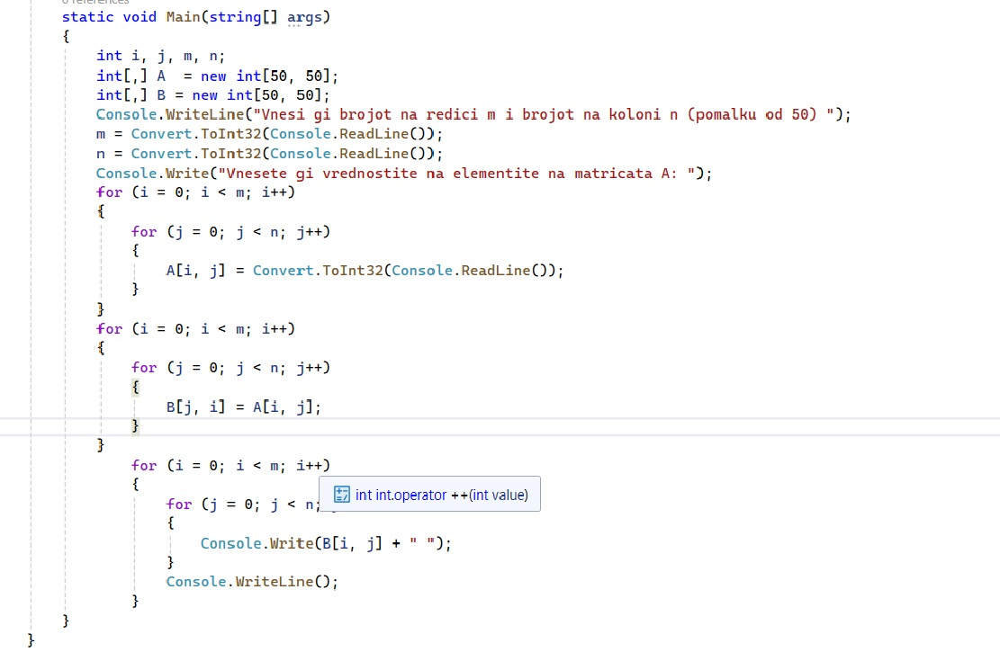 0 references
static void Main(string[] args)
{
int i, j, m, n;
int[,] A  = new int[50, 50];
int[,] B = new int[50, 50];
Console.WriteLine("Vnesi gi brojot na redici m i brojot na koloni n (pomalku od 50) ");
m = Convert.ToInt32(Console.ReadLine());
n = Convert.ToInt32(Console.ReadLine());
Console.Write("Vnesete gi vrednostite na elementite na matricata A: ");
for (i = 0; i < m; i++)
{
for (j = 0; j < n; j++)
{
A[i, j] = Convert.ToInt32(Console.ReadLine());
}
}
for (i = 0; i < m; i++)
{
for (j = 0; j < n; j++)
{
B[j, i] = A[i, j];
}
}
for (i = 0; i < m; i++)
{
int int.operator ++(int value)
for (j = 0; j < n;
{
Console.Write(B[i, j] + " ");
}
Console.WriteLine();
}
}
}